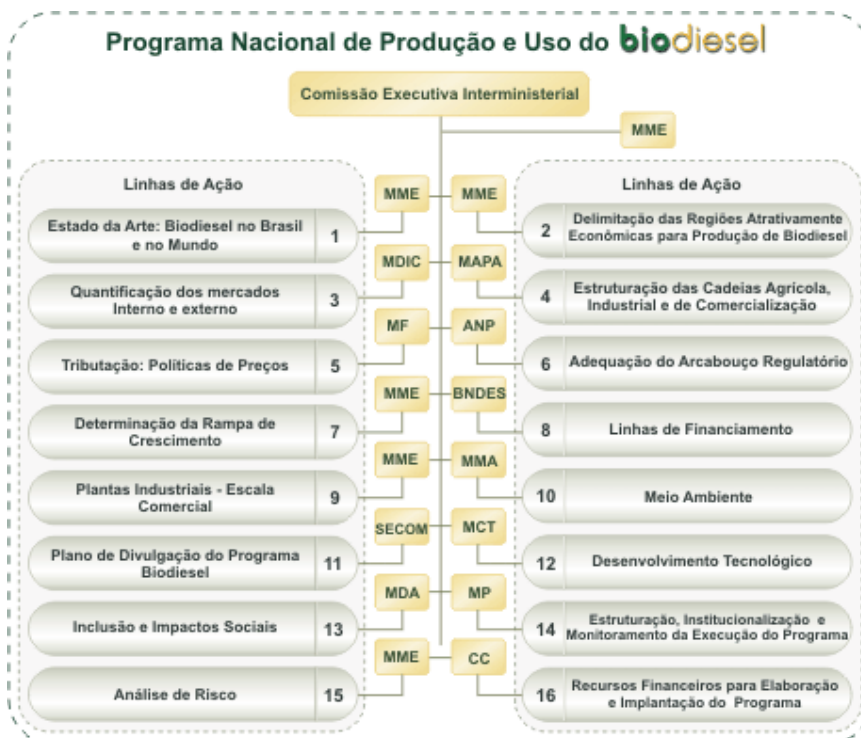 Programa Nacional de Produção e Uso do biodiesel
Comissão Executiva Interministerial
MME
Linhas de Ação
Linhas de Ação
MME
MME
Estado da Arte: Biodiesel no Brasil
e no Mundo
1
2
Delimitação das Regiões Atrativamente
Econômicas para Produção de Biodiesel
MDIC
MAPA
Quantificação dos mercados
Interno e externo
3
4
Estruturação das Cadeias Agrícola,
Industrial e de Comercialização
MF
ANP
Tributação: Políticas de Preços
5
6
Adequação do Arcabouço Regulatório
MME
BNDES
Determinação da Rampa de
Crescimento
7
8
Linhas de Financiamento
MME
MMA
Plantas Industriais - Escala
Comercial
9
10
Meio Ambiente
SECOM
MCT
Plano de Divulgação do Programa
Biodiesel
11
12
Desenvolvimento Tecnológico
MDA
MP
Inclusão e Impactos Sociais
13
14
Estruturação, Institucionalização e
Monitoramento da Execução do Programa
MME
CC
Análise de Risco
15
16
Recursos Financeiros para Elaboração
e Implantação do Programa